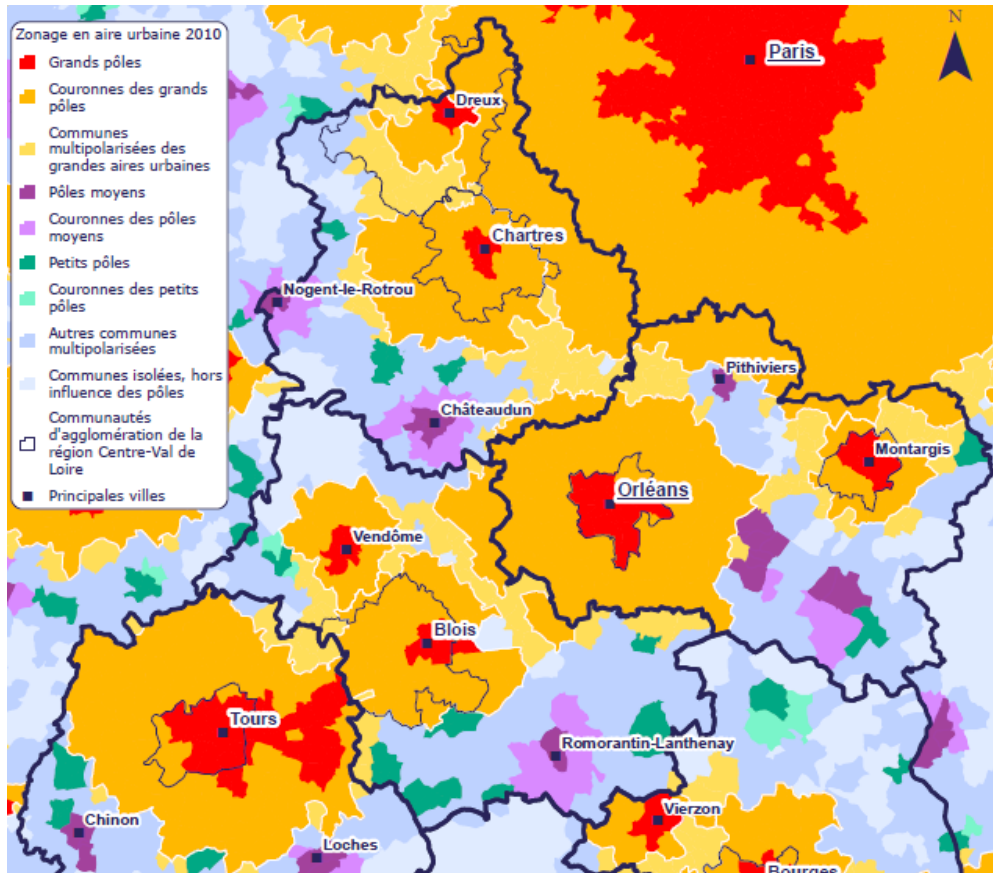 Zonage en aire urbaine 2010
Grands pôles
Couronnes des grands
pôles
Communes
multipolarisées des
grandes aires urbaines
Pôles moyens
Couronnes des pôles
moyens
Petits pôles
Couronnes des petits
pôles
Autres communes
multipolarisées
Communes isolées, hors
influence des pôles
Communautés
d'agglomération de la
région Centre-Val de
Loire
Principales villes
N
Paris
Dreux
Chartres
Nogent-le-Rotrou
Pithiviers
Châteaudun
Montargis
Orléans
Vendôme
Blois
Tours
Romorantin-Lanthenay
Vierzon
Chinon
Loches
Bourges